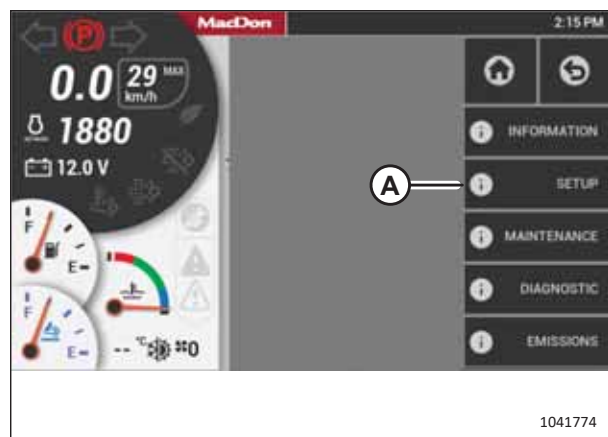 MacDon
2:15 PM
0.0
29 MAX
km/h
1880
12.0 V
F
E
F
E
-- °C
0
INFORMATION
SETUP
MAINTENANCE
DIAGNOSTIC
EMISSIONS
A
1041774